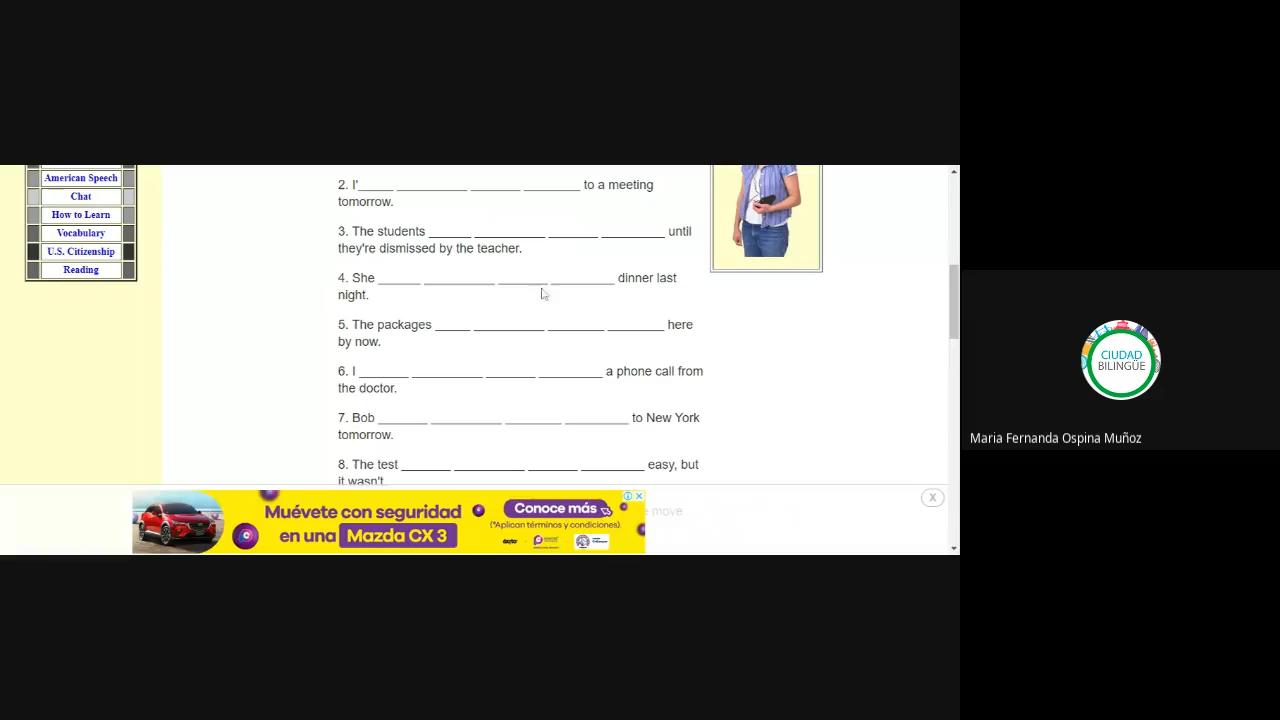 American Speech
Chat
How to Learn
Vocabulary
U.S. Citizenship
Reading
2. I'_____ __________ _______ ________ to a meeting
tomorrow.
3. The students ______ __________ _______ _________ until
they're dismissed by the teacher.
4. She ______ __________ _______ _________ dinner last
night.
5. The packages _____ __________ ________ ________ here
by now.
6. I _______ __________ _______ _________ a phone call from
the doctor.
7. Bob _______ __________ ________ _________ to New York
tomorrow.
8. The test _______ __________ _______ _________ easy, but
it wasn't
move
Muévete con seguridad
en una Mazda CX 3
Conoce más
(*Aplican términos y condiciones).
X
CIUDAD
BILINGÜE
Maria Fernanda Ospina Muñoz